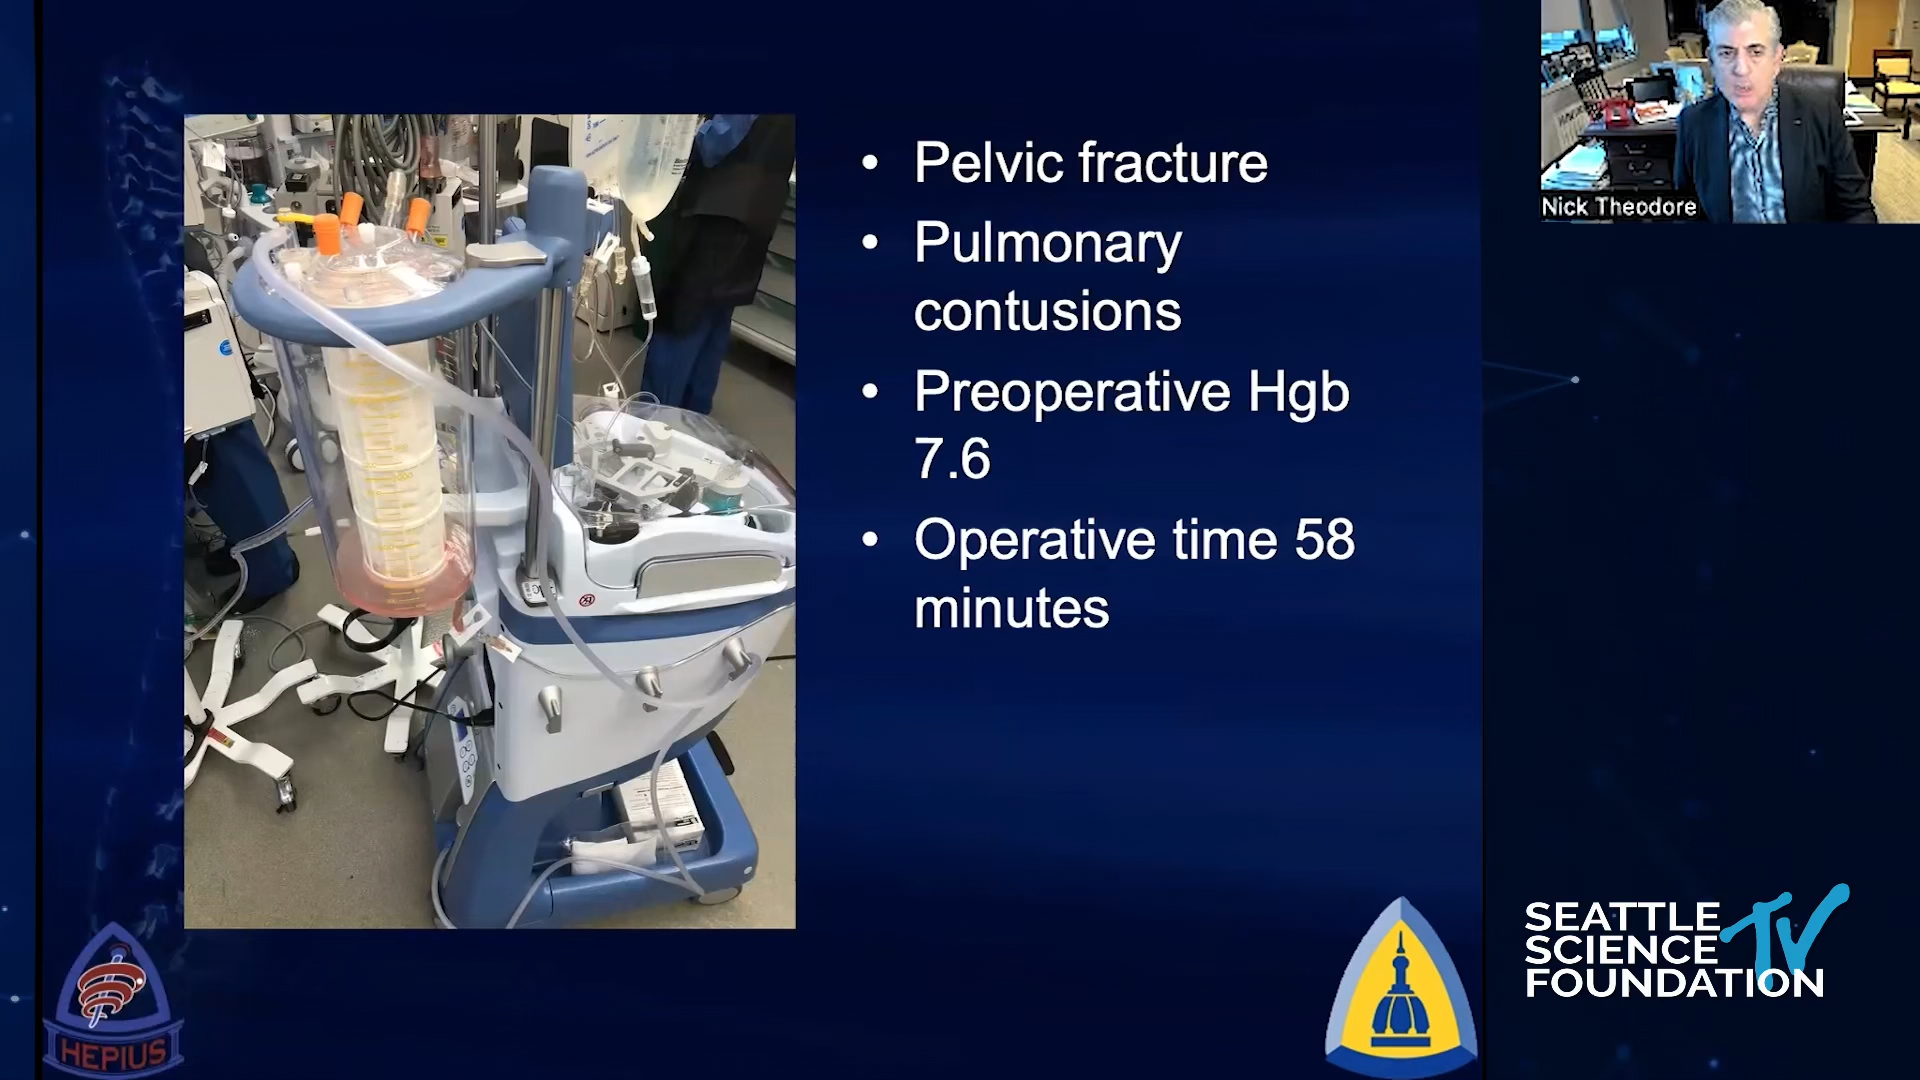 Pelvic fracture
Pulmonary
contusions
Preoperative Hgb
7.6
Operative time 58
minutes
Nick Theodore
HEPIUS
SEATTLE
SCIENCE
FOUNDATION
TV